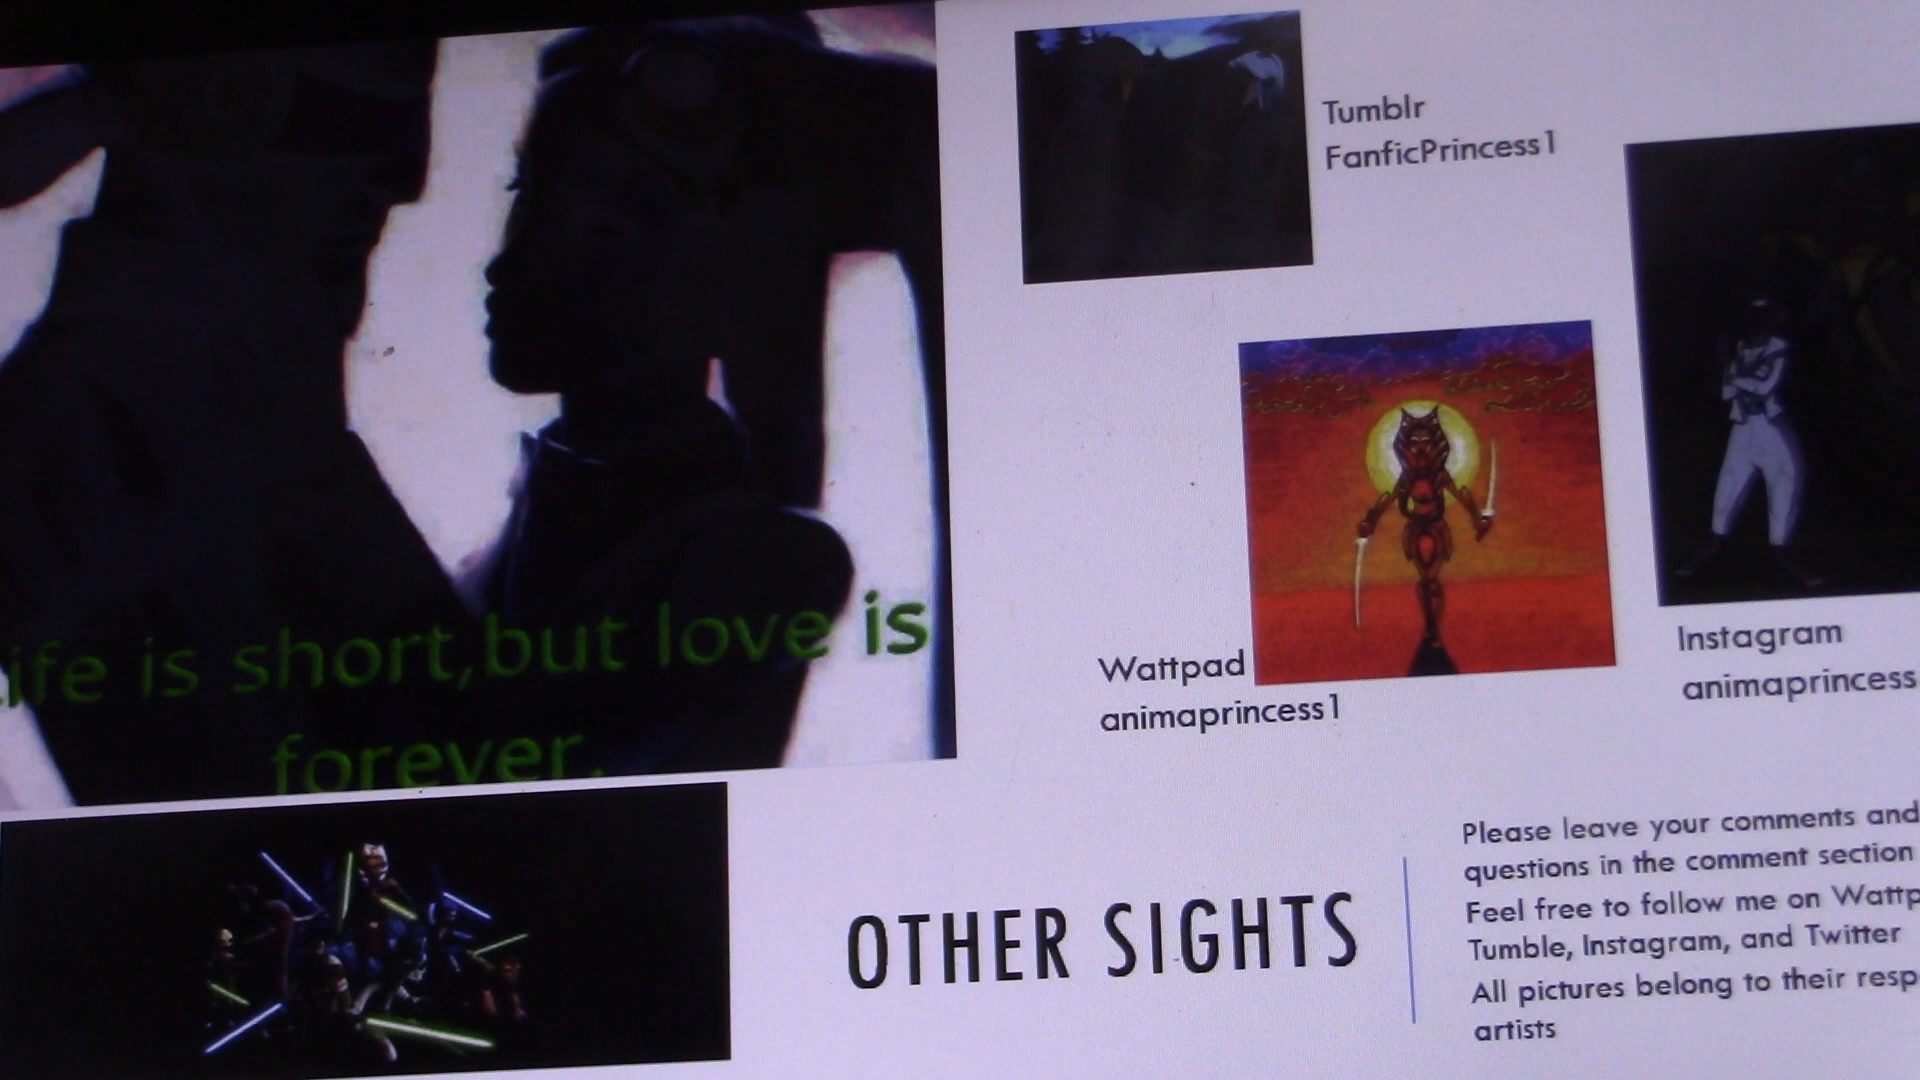 Tumblr
FanficPrincess1
ife is short,but love is
forever.
Wattpad
animaprincess1
Instagram
animaprincess
OTHER SIGHTS
Please leave your comments and
questions in the comment section
Feel free to follow me on Wattp
Tumble, Instagram, and Twitter
All pictures belong to their resp
artists